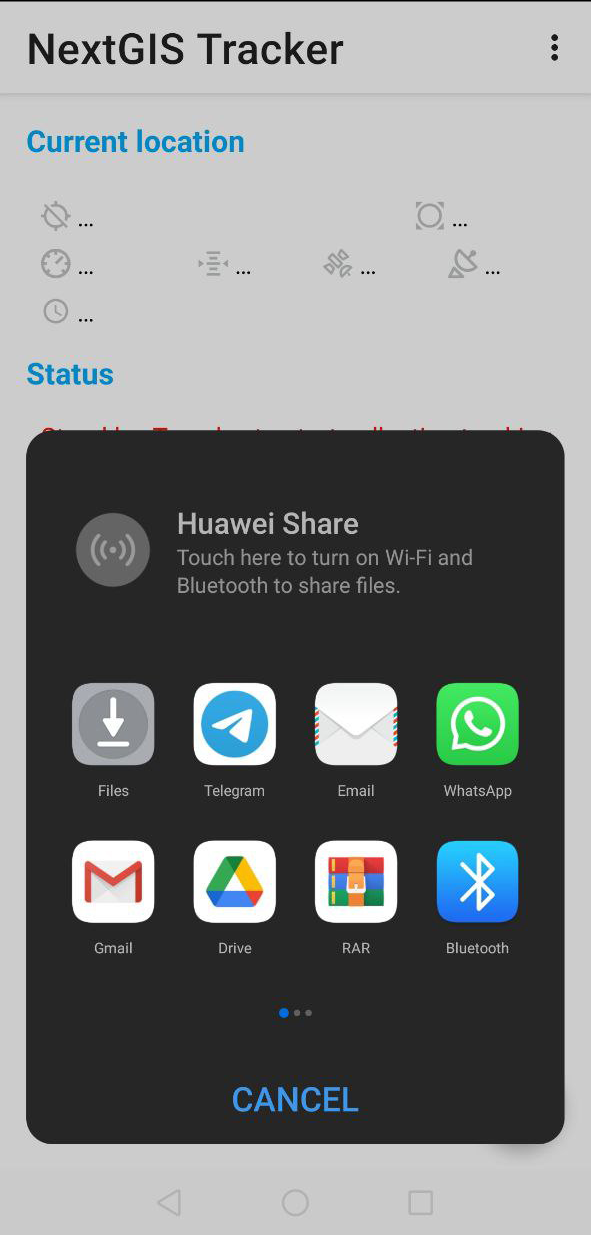 NextGIS Tracker
Current location
... ...
... ... ... ...
...
Status
Huawei Share
Touch here to turn on Wi-Fi and
Bluetooth to share files.
Files Telegram Email WhatsApp
Gmail Drive RAR Bluetooth
CANCEL